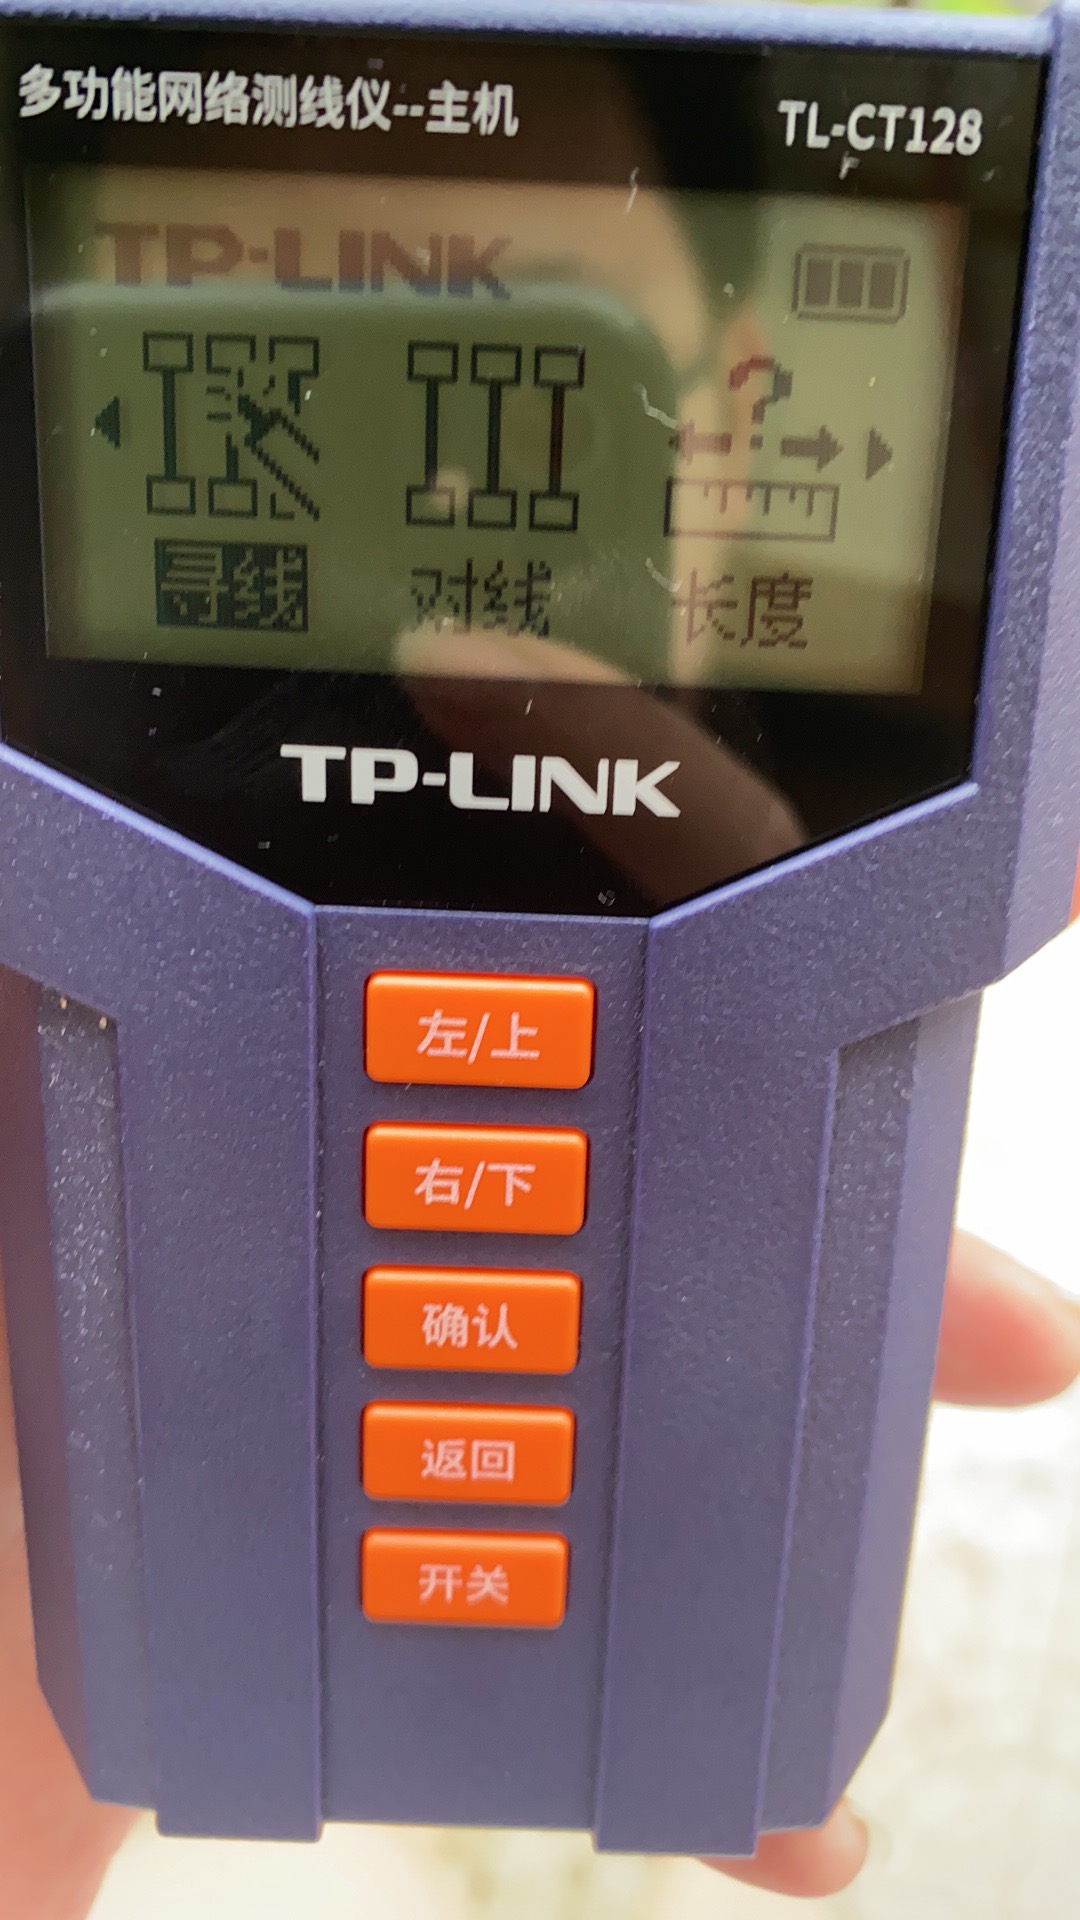 多功能网络测线仪--主机
TL-CT128
TP-LINK
寻线 对线 长度
TP-LINK
左/上
右/下
确认
返回
开关